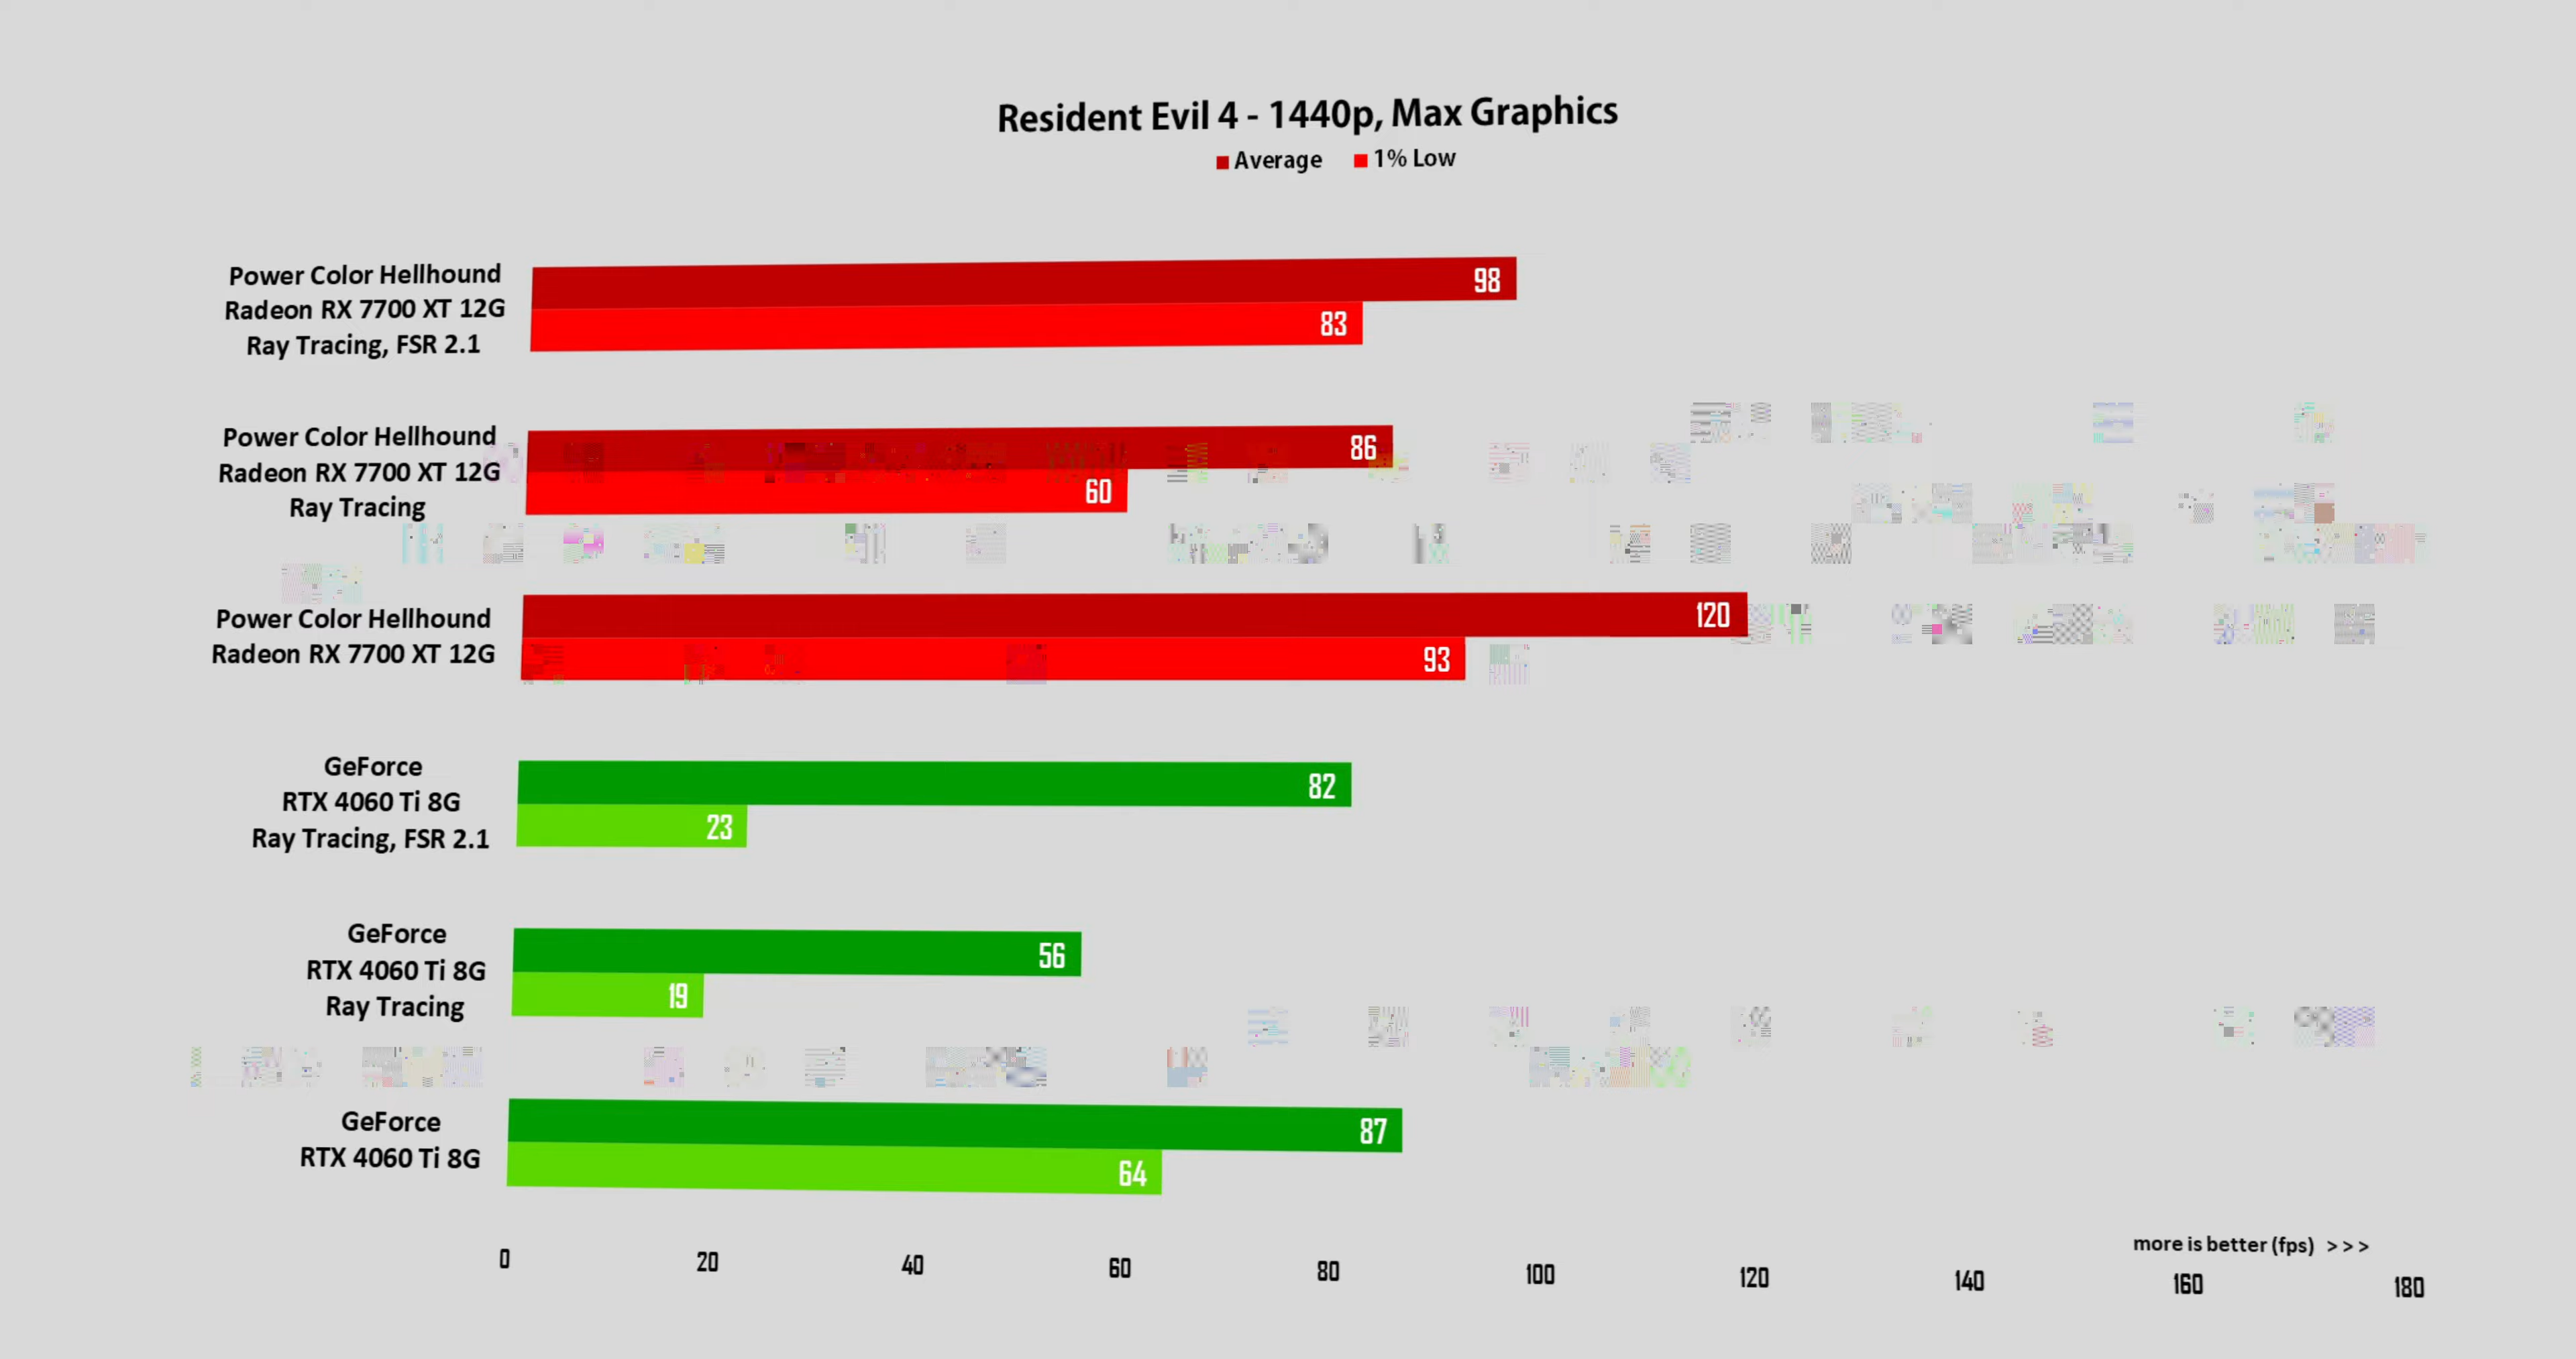 Resident Evil 4 - 1440p, Max Graphics
Average 1% Low
Power Color Hellhound
Radeon RX 7700 XT 12G
Ray Tracing, FSR 2.1
98
83
Power Color Hellhound
Radeon RX 7700 XT 12G
Ray Tracing
86
60
Power Color Hellhound
Radeon RX 7700 XT 12G
120
93
GeForce
RTX 4060 Ti 8G
Ray Tracing, FSR 2.1
82
23
GeForce
RTX 4060 Ti 8G
Ray Tracing
56
19
GeForce
RTX 4060 Ti 8G
87
64
more is better (fps) > > >
0 20 40 60 80 100 120 140 160 180